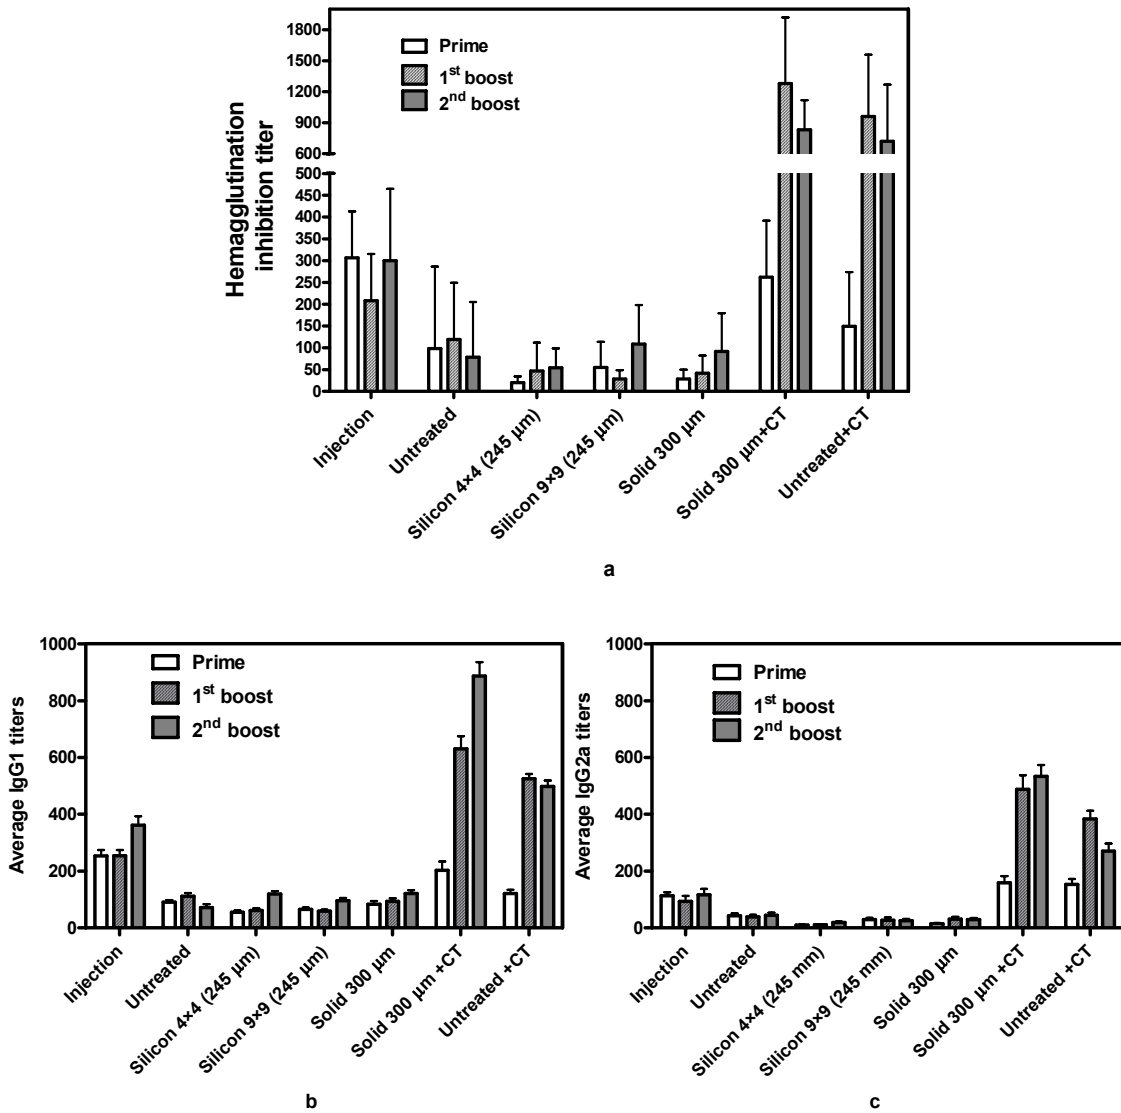 Hemagglutination
inhibition titer
1800
1500
1200
900
600
500
450
400
350
300
250
200
150
100
50
0
Prime
1st boost
2nd boost
Injection
Untreated
Silicon 4×4 (245 µm)
Silicon 9×9 (245 µm)
Solid 300 µm
Solid 300 µm+CT
Untreated+CT
a
Average IgG1 titers
1000
800
600
400
200
0
Prime
1st boost
2nd boost
Injection
Untreated
Silicon 4×4 (245 µm)
Silicon 9×9 (245 µm)
Solid 300 µm
Solid 300 µm +CT
Untreated +CT
b
Average IgG2a titers
1000
800
600
400
200
0
Prime
1st boost
2nd boost
Injection
Untreated
Silicon 4×4 (245 mm)
Silicon 9×9 (245 mm)
Solid 300 µm
Solid 300 µm +CT
Untreated +CT
c